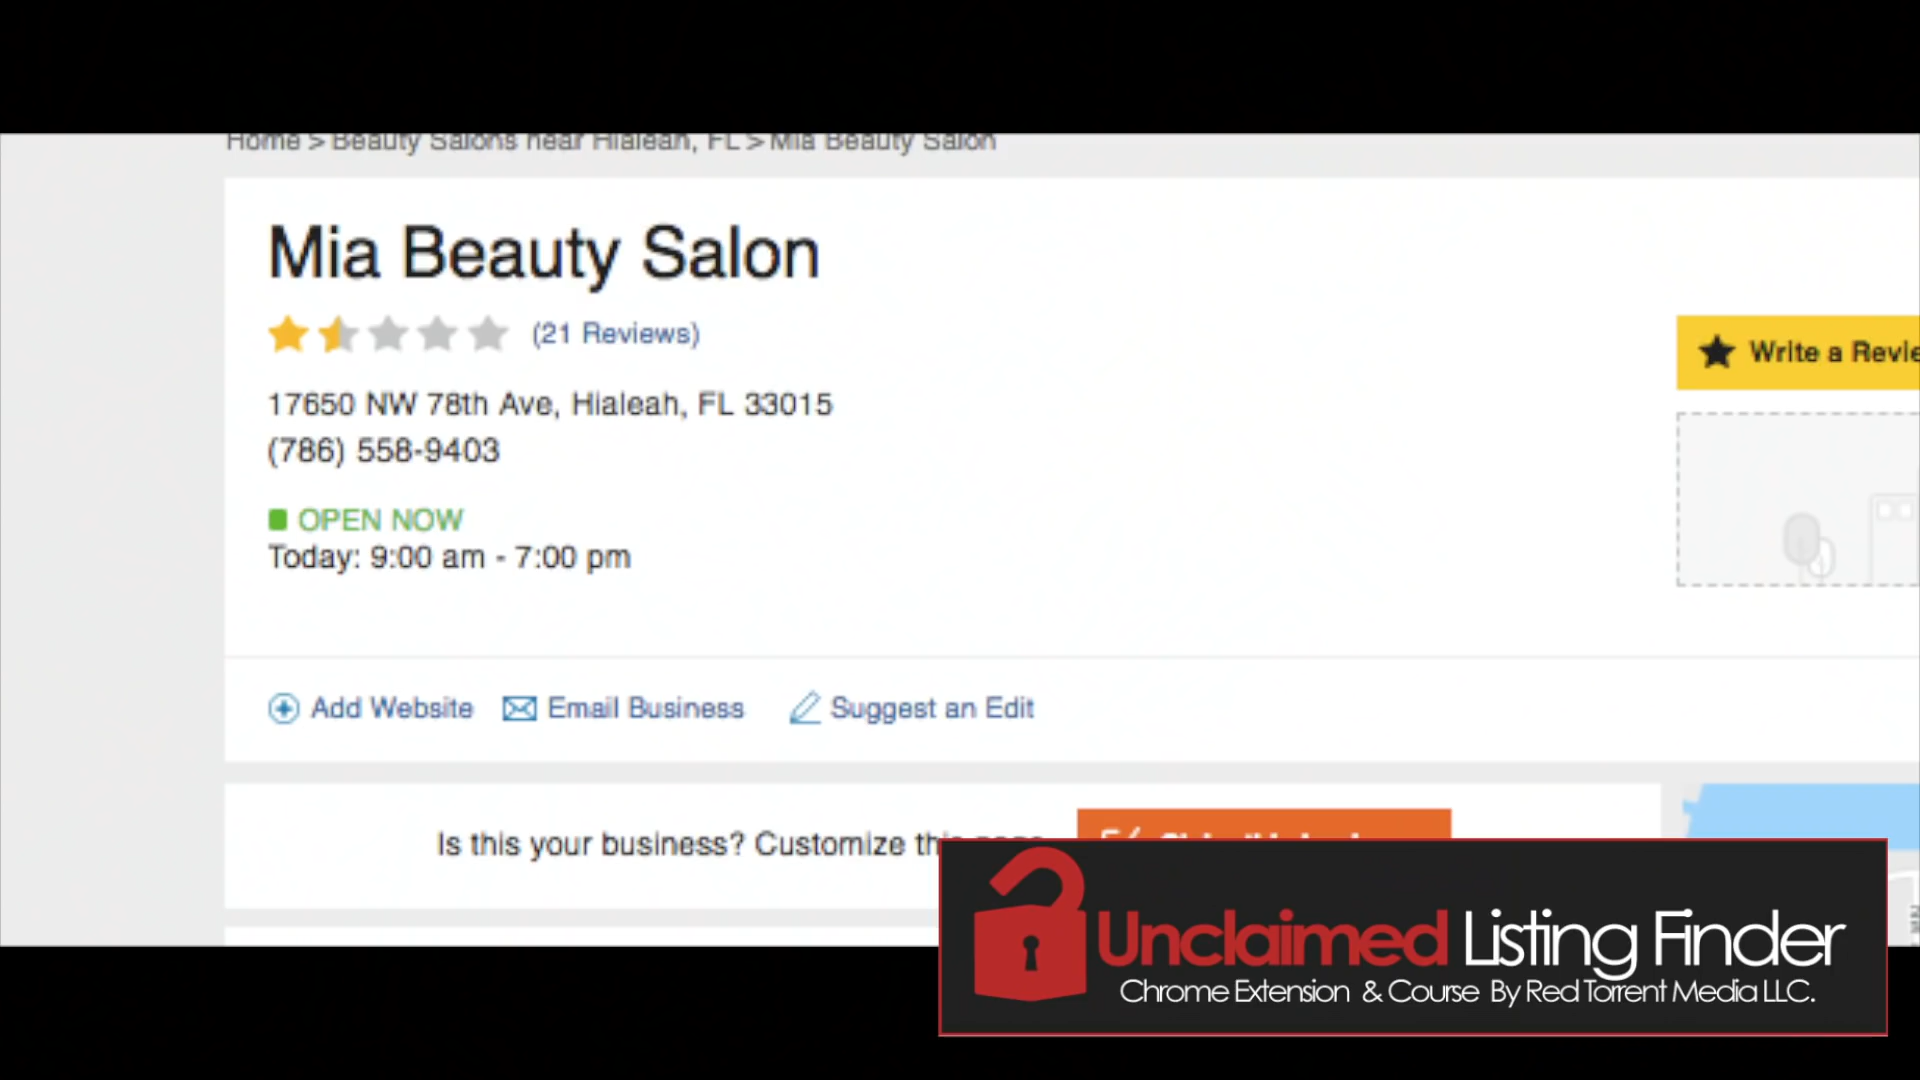 Home > Beauty Salons near Hialeah, FL > Mia Beauty Salon
Mia Beauty Salon
(21 Reviews)
17650 NW 78th Ave, Hialeah, FL 33015
(786) 558-9403
OPEN NOW
Today: 9:00 am - 7:00 pm
Write a Revie
Add Website
Email Business
Suggest an Edit
Is this your business? Customize this page.
Unclaimed Listing Finder
Chrome Extension & Course By Red Torrent Media LLC.